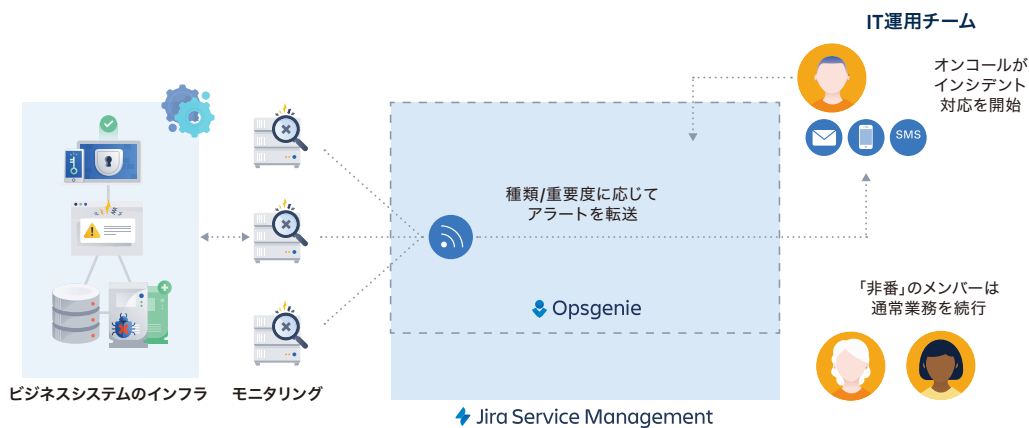 IT運用チーム
オンコールが
インシデント
対応を開始
SMS
種類/重要度に応じて
アラートを転送
Opsgenie
「非番」のメンバーは
通常業務を続行
ビジネスシステムのインフラ
モニタリング
Jira Service Management